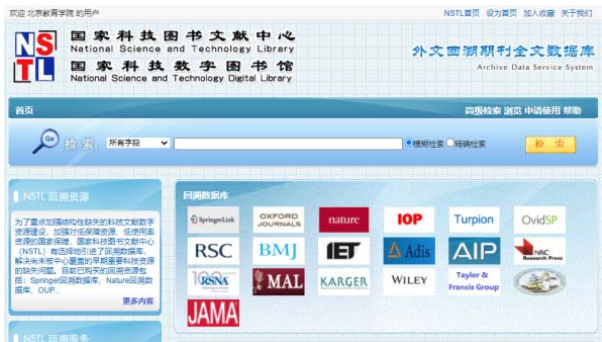 欢迎 北京教育学院 的用户
NSTL首页 设为首页 加入收藏 关于我们
NSTL
国家科技图书文献中心
National Science and Technology Library
国家科技数字图书馆
National Science and Technology Digital Library
外文回溯期刊全文数据库
Archive Data Service System
首页
高级检索 浏览 申请使用 帮助
Go 检 索: 所有字段 模糊检索 精确检索 检 索
NSTL 回溯资源
为了重点加强结构性缺失的科技文献数字
资源建设，加强对低保障资源、低使用率
资源的国家保障，国家科技图书文献中心
（NSTL）有选择地引进了回溯数据库，
解决尚未被中心覆盖的早期重要科技资源
的缺失问题。目前已购买的回溯资源包
括：Springer回溯数据库，Nature回溯数
据库，OUP...
更多内容
NSTL 回溯服务
回溯数据库
SpringerLink OXFORD JOURNALS nature IOP Turpion OvidSP
RSC BMJ IET Adis AIP NRC Research Press
RSNA MAL KARGER WILEY Taylor & Francis Group
JAMA